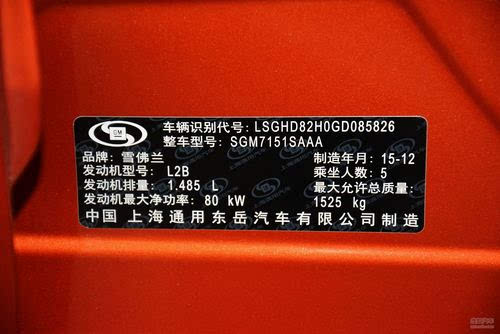 GM
车辆识别代号: LSGHD82H0GD085826
整车型号: SGM7151SAAA
品牌: 雪佛兰 制造年月: 15-12
发动机型号: L2B 乘坐人数: 5
发动机排量: 1.485 L 最大允许总质量:
发动机最大净功率: 80 kW 1525 kg
中国 上海通用东岳汽车有限公司制造